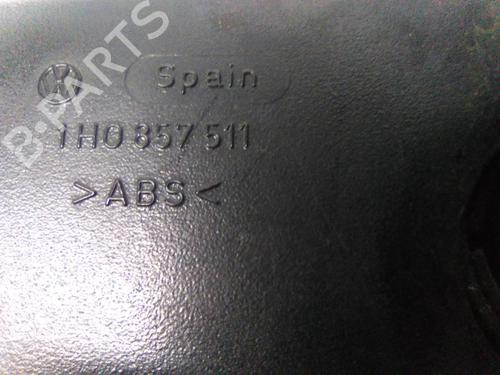 Spain
1H0 857 511
>ABS<
B-PARTS